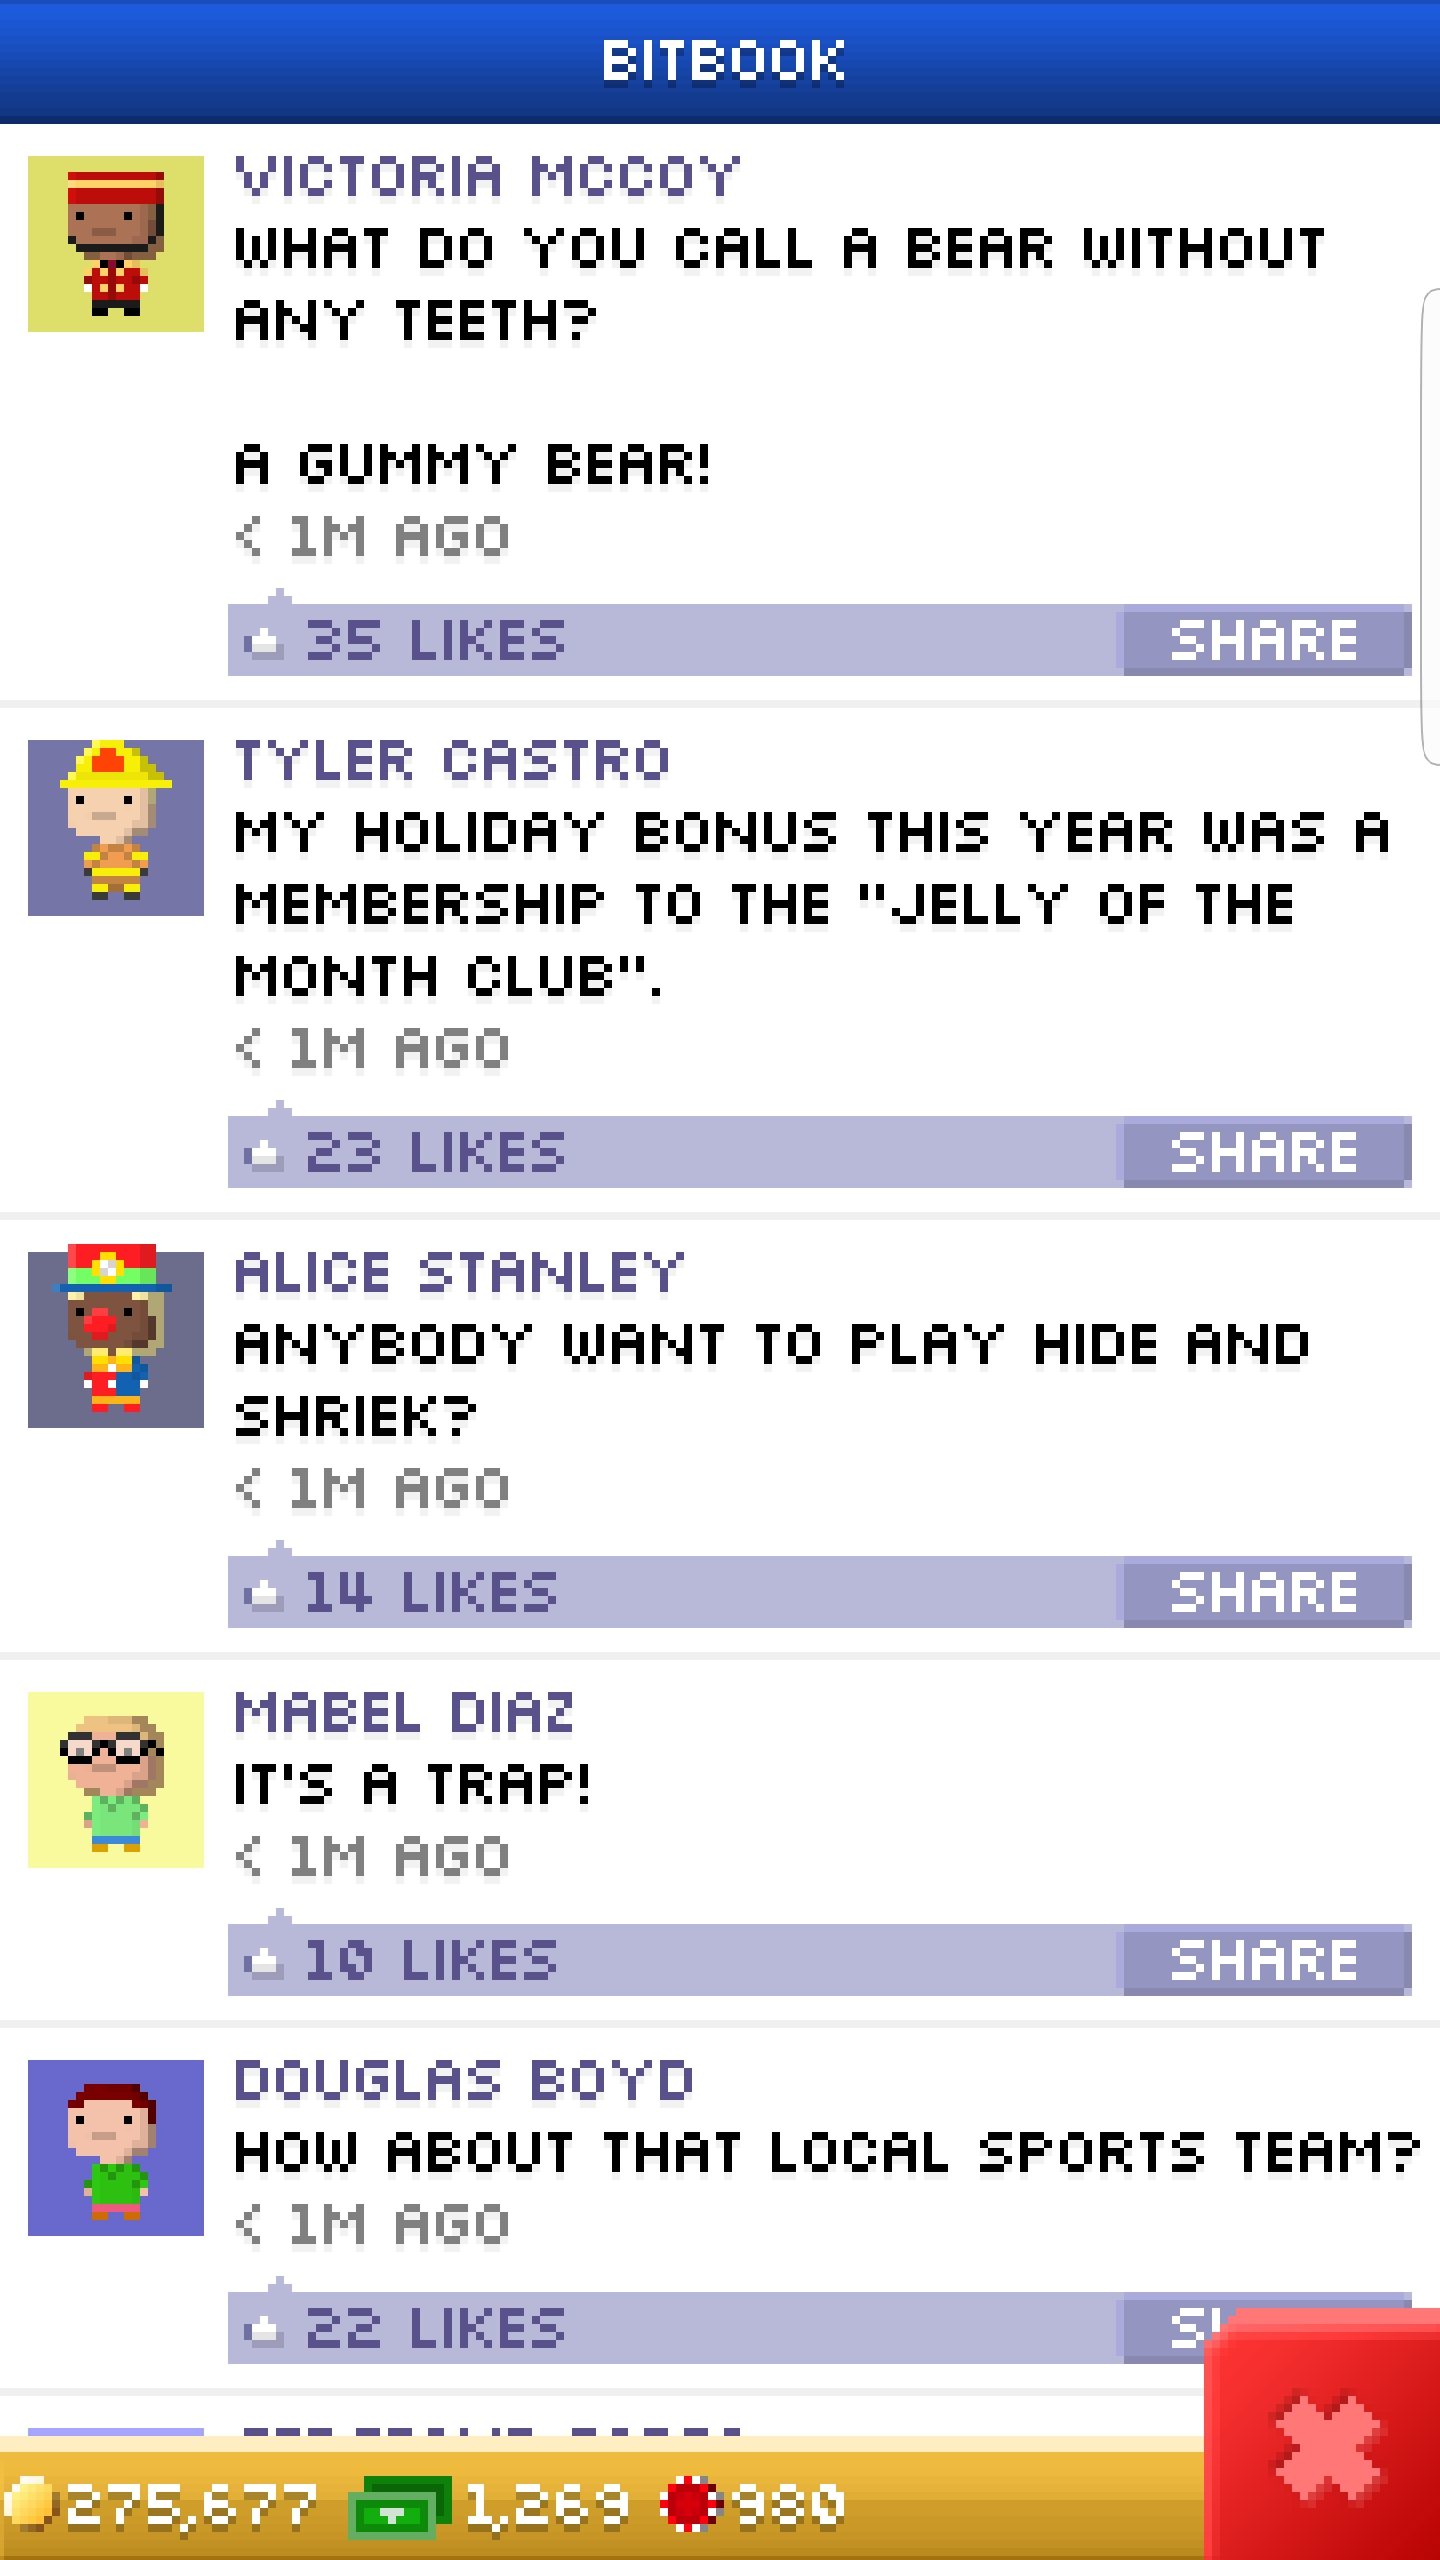 BITBOOK
VICTORIA MCCOY
WHAT DO YOU CALL A BEAR WITHOUT
ANY TEETH?
A GUMMY BEAR!
< 1M AGO
35 LIKES
SHARE
TYLER CASTRO
MY HOLIDAY BONUS THIS YEAR WAS A
MEMBERSHIP TO THE "JELLY OF THE
MONTH CLUB".
< 1M AGO
23 LIKES
SHARE
ALICE STANLEY
ANYBODY WANT TO PLAY HIDE AND
SHRIEK?
< 1M AGO
14 LIKES
SHARE
MABEL DIAZ
IT'S A TRAP!
< 1M AGO
10 LIKES
SHARE
DOUGLAS BOYD
HOW ABOUT THAT LOCAL SPORTS TEAM?
< 1M AGO
22 LIKES
275,677 1,269 980